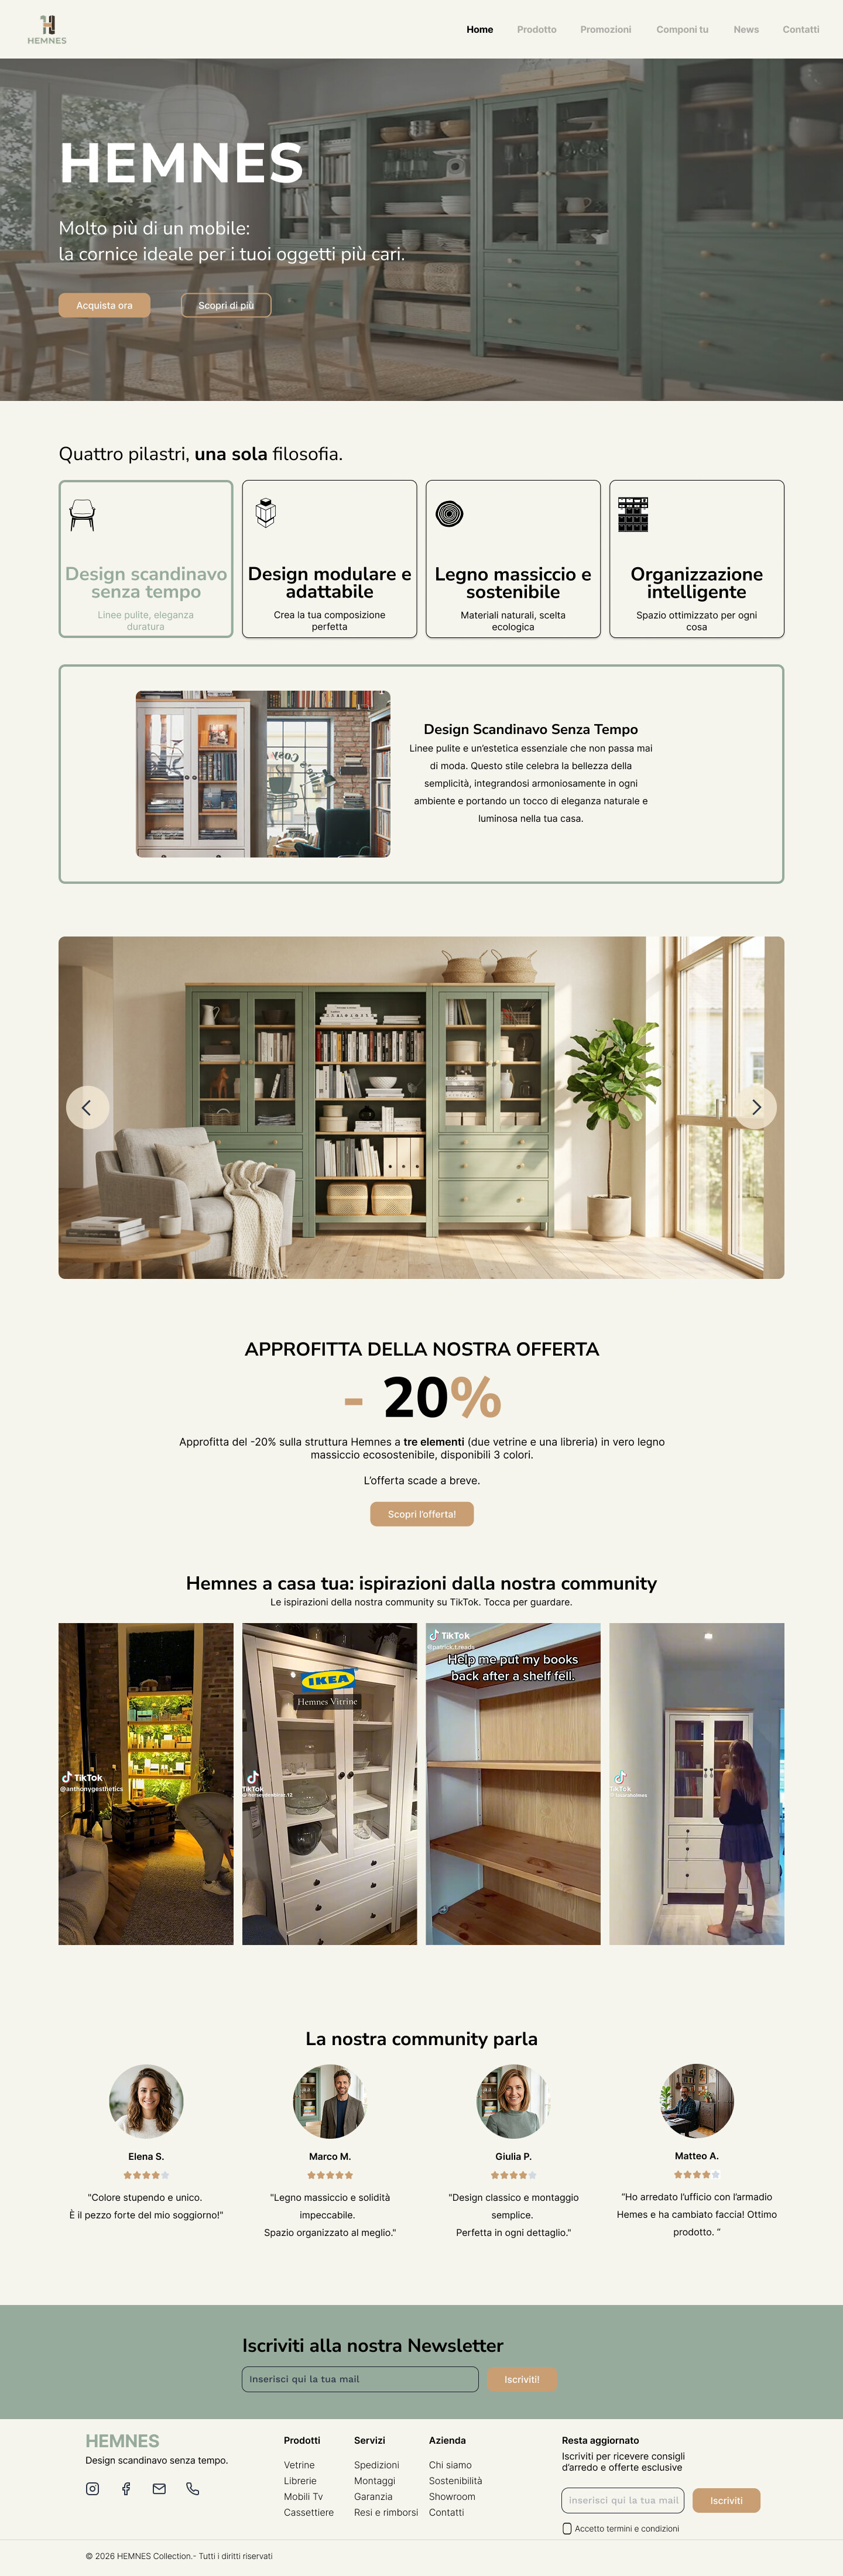 HEMNES
Home Prodotto Promozioni Componi tu News Contatti
HEMNES
Molto più di un mobile:
la cornice ideale per i tuoi oggetti più cari.
Acquista ora Scopri di più
Quattro pilastri, una sola filosofia.
Design scandinavo
senza tempo
Linee pulite, eleganza
duratura
Design modulare e
adattabile
Crea la tua composizione
perfetta
Legno massiccio e
sostenibile
Materiali naturali, scelta
ecologica
Organizzazione
intelligente
Spazio ottimizzato per ogni
cosa
Design Scandinavo Senza Tempo
Linee pulite e un'estetica essenziale che non passa mai
di moda. Questo stile celebra la bellezza della
semplicità, integrandosi armoniosamente in ogni
ambiente e portando un tocco di eleganza naturale e
luminosa nella tua casa.
APPROFITTA DELLA NOSTRA OFFERTA
- 20%
Approfitta del -20% sulla struttura Hemnes a tre elementi (due vetrine e una libreria) in vero legno
massiccio ecosostenibile, disponibili 3 colori.
L'offerta scade a breve.
Scopri l'offerta!
Hemnes a casa tua: ispirazioni dalla nostra community
Le ispirazioni della nostra community su TikTok. Tocca per guardare.
TikTok
@anthonygesthetics
IKEA
Hemnes Vitrine
TikTok
TikTok
@patrick.t.reads
Help me put my books
back after a shelf fell.
TikTok
La nostra community parla
Elena S.
"Colore stupendo e unico.
È il pezzo forte del mio soggiorno!"
Marco M.
"Legno massiccio e solidità
impeccabile.
Spazio organizzato al meglio."
Giulia P.
"Design classico e montaggio
semplice.
Perfetta in ogni dettaglio."
Matteo A.
"Ho arredato l'ufficio con l'armadio
Hemes e ha cambiato faccia! Ottimo
prodotto. "
Iscriviti alla nostra Newsletter
Inserisci qui la tua mail Iscriviti!
HEMNES
Design scandinavo senza tempo.
Prodotti
Vetrine
Librerie
Mobili Tv
Cassettiere
Servizi
Spedizioni
Montaggi
Garanzia
Resi e rimborsi
Azienda
Chi siamo
Sostenibilità
Showroom
Contatti
Resta aggiornato
Iscriviti per ricevere consigli
d'arredo e offerte esclusive
inserisci qui la tua mail Iscriviti
Accetto termini e condizioni
© 2026 HEMNES Collection.- Tutti i diritti riservati